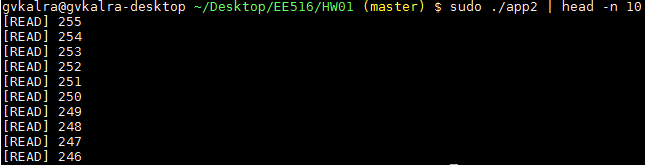 gvkalra@gvkalra-desktop ~/Desktop/EE516/HW01 (master) $ sudo ./app2 | head -n 10
[READ] 255
[READ] 254
[READ] 253
[READ] 252
[READ] 251
[READ] 250
[READ] 249
[READ] 248
[READ] 247
[READ] 246